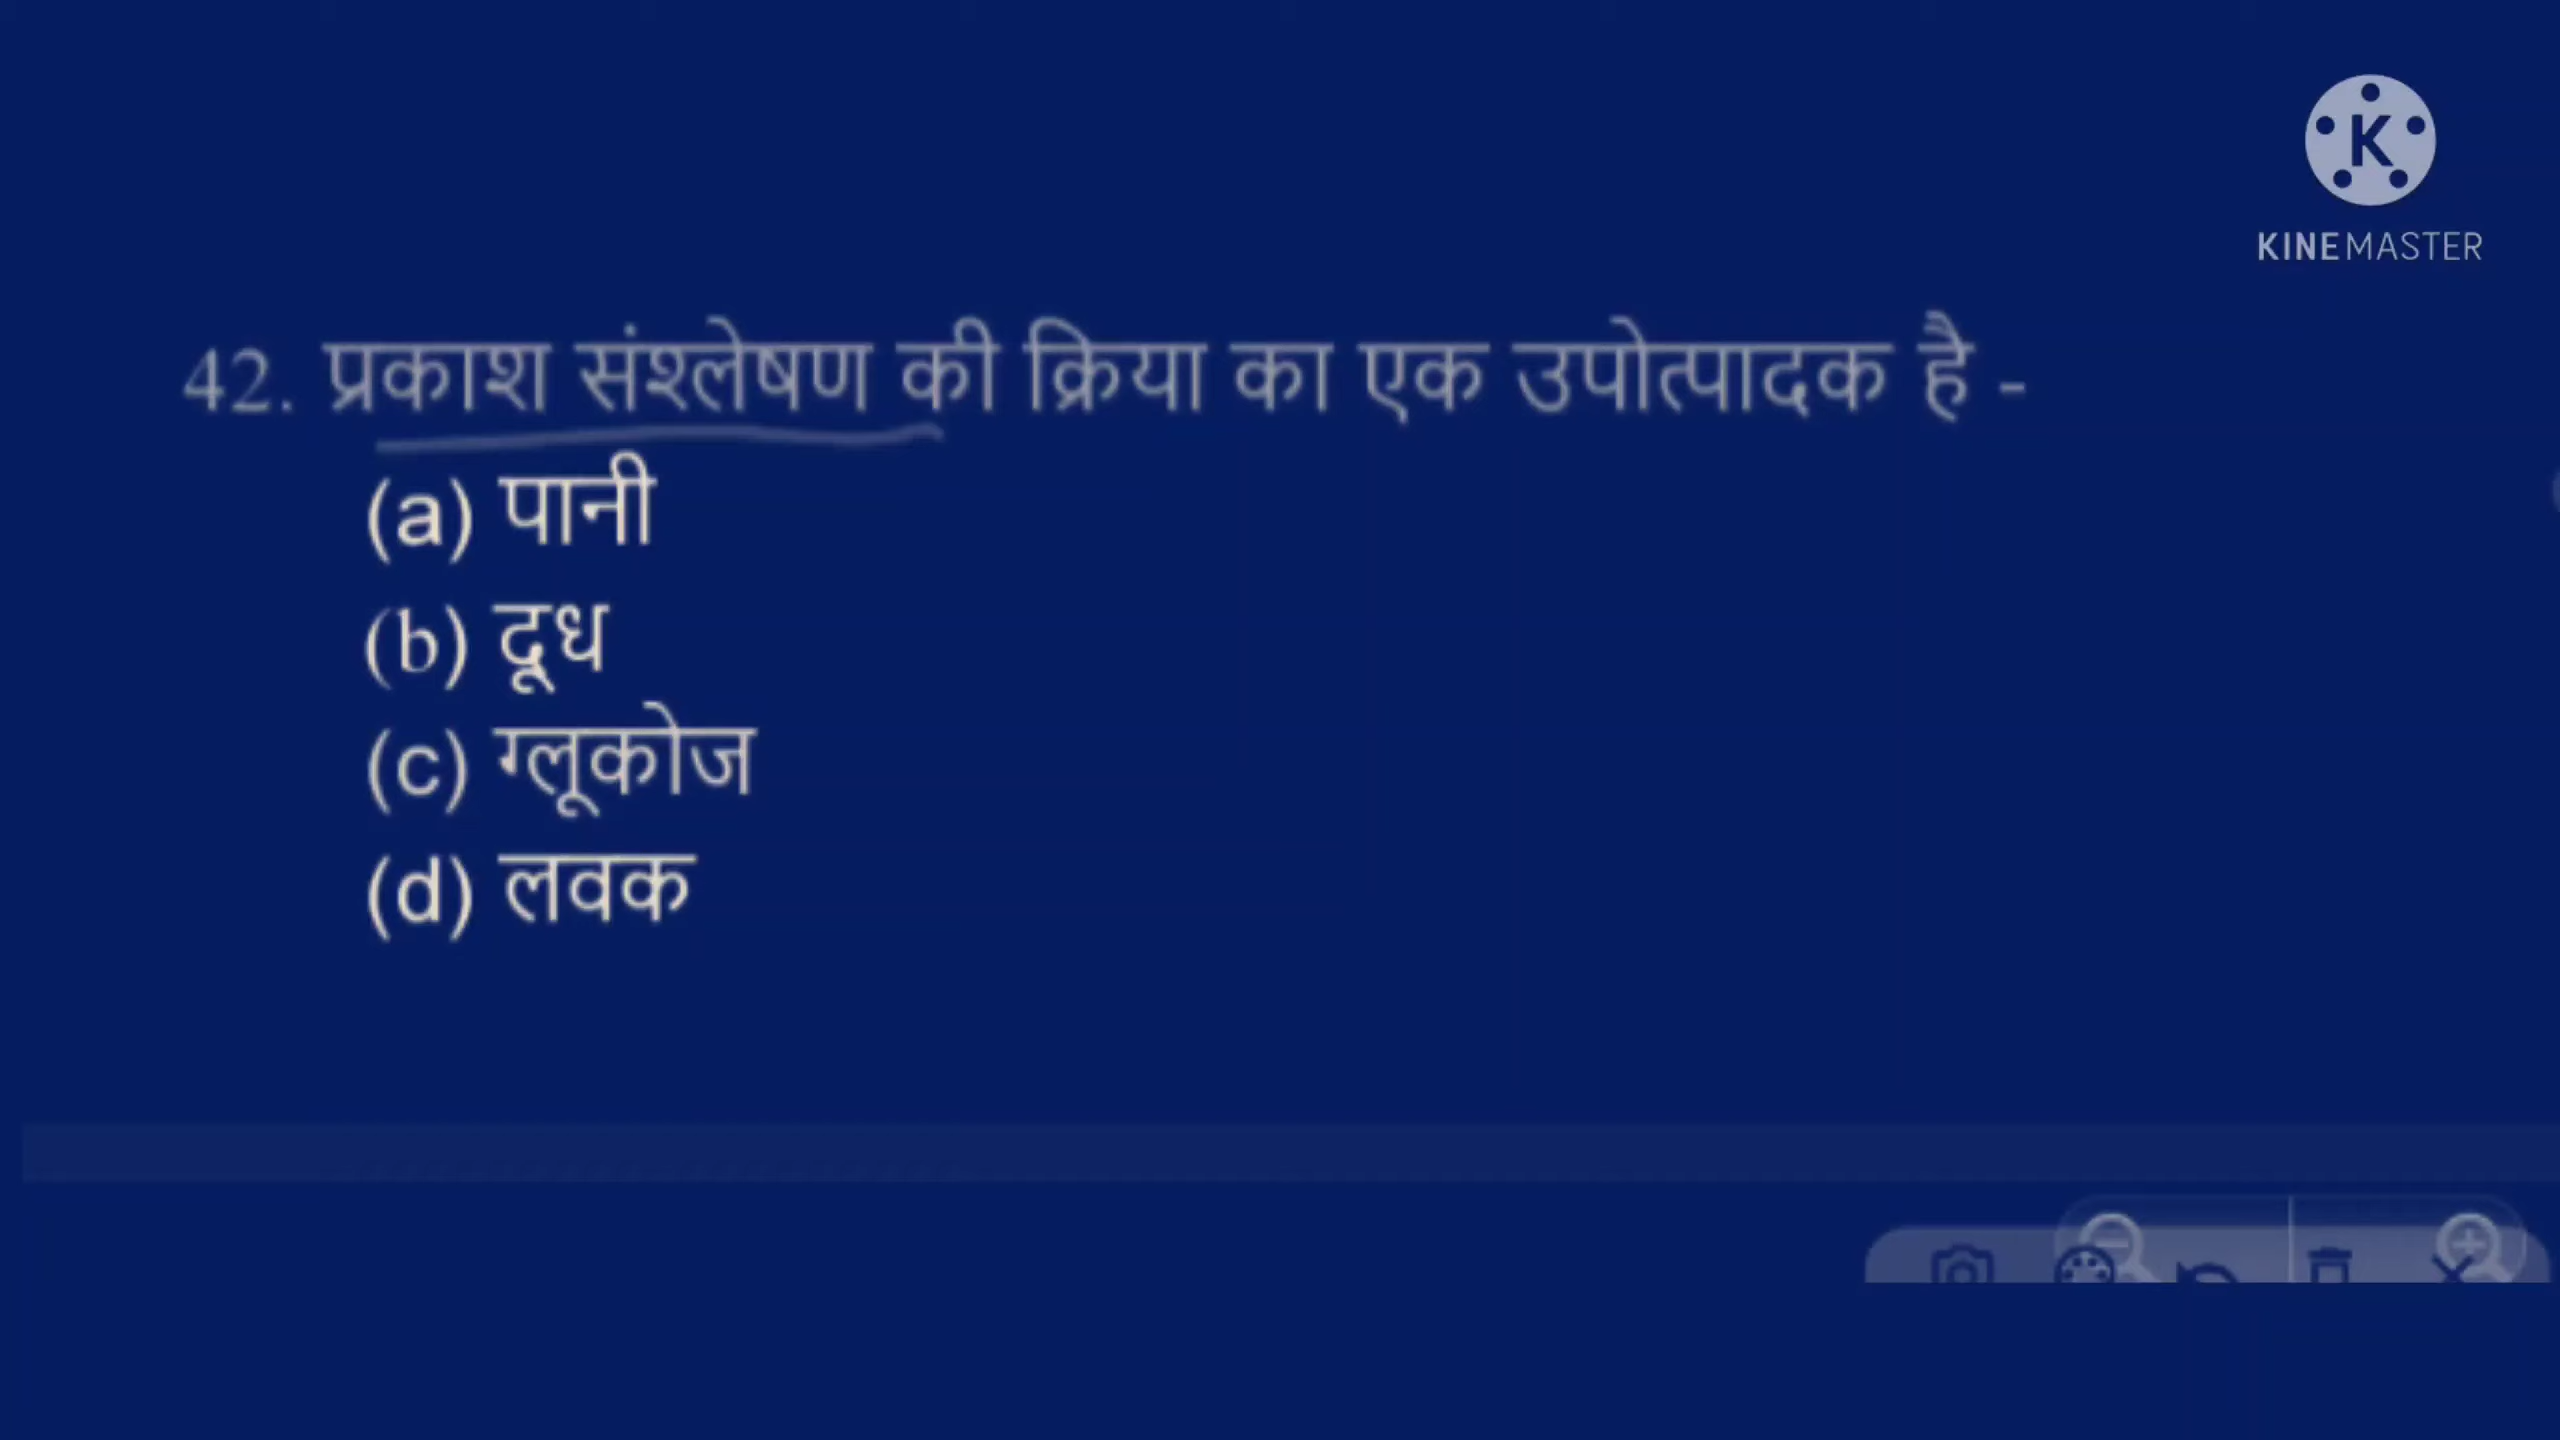 K
KINEMASTER
42. प्रकाश संश्लेषण की क्रिया का एक उपोत्पादक है -
(a) पानी
(b) दूध
(c) ग्लूकोज
(d) लवक